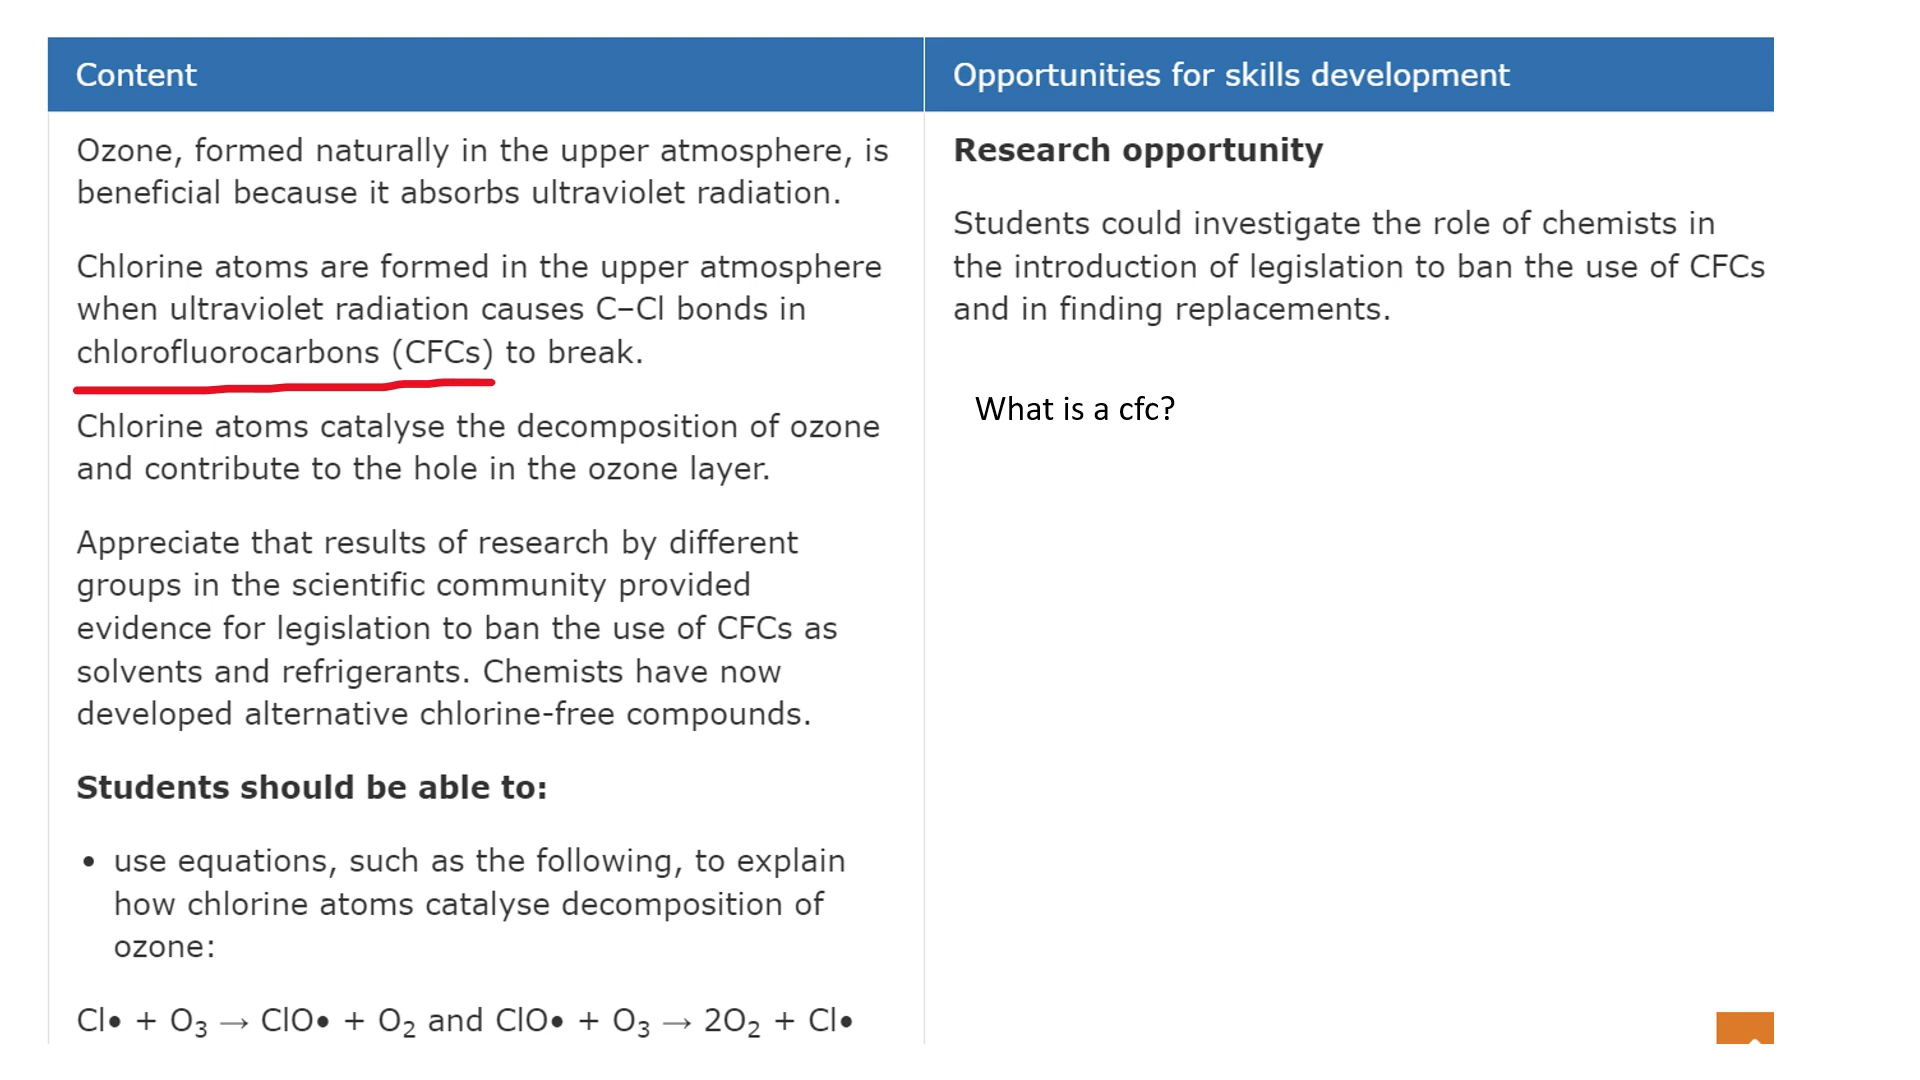 Content
Ozone, formed naturally in the upper atmosphere, is
beneficial because it absorbs ultraviolet radiation.
Chlorine atoms are formed in the upper atmosphere
when ultraviolet radiation causes C–Cl bonds in
chlorofluorocarbons (CFCs) to break.
Chlorine atoms catalyse the decomposition of ozone
and contribute to the hole in the ozone layer.
Appreciate that results of research by different
groups in the scientific community provided
evidence for legislation to ban the use of CFCs as
solvents and refrigerants. Chemists have now
developed alternative chlorine-free compounds.
Students should be able to:
• use equations, such as the following, to explain
how chlorine atoms catalyse decomposition of
ozone:
Cl• + O₃ → ClO• + O₂ and ClO• + O₃ → 2O₂ + Cl•
Opportunities for skills development
Research opportunity
Students could investigate the role of chemists in
the introduction of legislation to ban the use of CFCs
and in finding replacements.
What is a cfc?